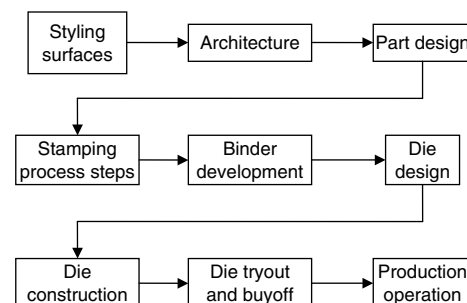 Styling
surfaces
Architecture
Part design
Stamping
process steps
Binder
development
Die
design
Die
construction
Die tryout
and buyoff
Production
operation